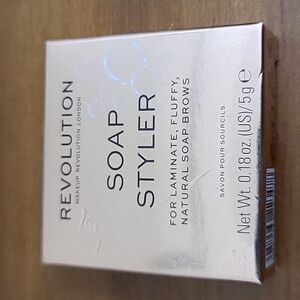 REVOLUTION
MAKEUP REVOLUTION LONDON
SOAP
STYLER
FOR LAMINATE, FLUFFY,
NATURAL SOAP BROWS
SAVON POUR SOURCILS
Net Wt. 0.18oz.(US)/ 5g ℮